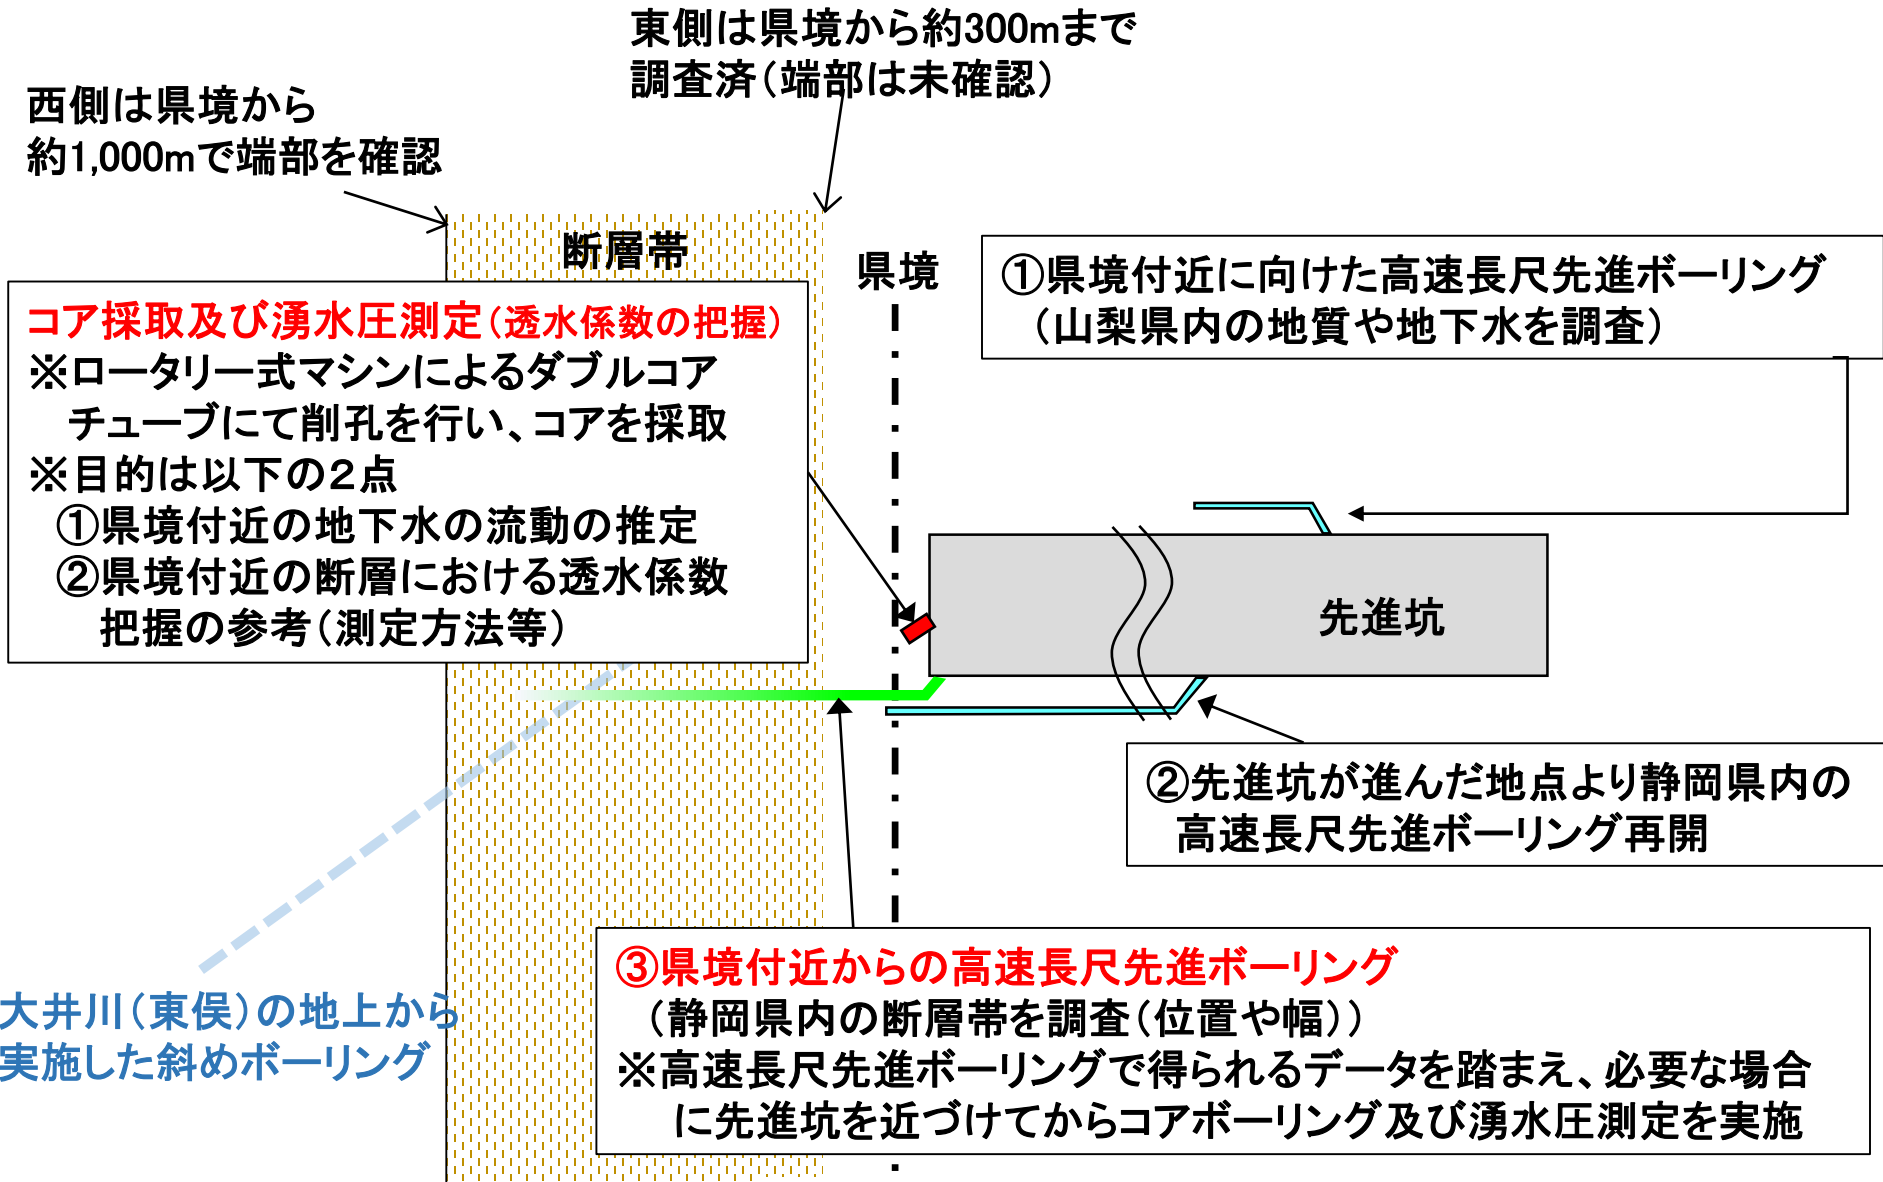 東側は県境から約300mまで
調査済（端部は未確認）
西側は県境から
約1,000mで端部を確認
断層帯
県境
①県境付近に向けた高速長尺先進ボーリング
（山梨県内の地質や地下水を調査）
コア採取及び湧水圧測定（透水係数の把握）
※ロータリー式マシンによるダブルコア
チューブにて削孔を行い、コアを採取
※目的は以下の２点
①県境付近の地下水の流動の推定
②県境付近の断層における透水係数
把握の参考（測定方法等）
先進坑
②先進坑が進んだ地点より静岡県内の
高速長尺先進ボーリング再開
③県境付近からの高速長尺先進ボーリング
（静岡県内の断層帯を調査（位置や幅））
※高速長尺先進ボーリングで得られるデータを踏まえ、必要な場合
に先進坑を近づけてからコアボーリング及び湧水圧測定を実施
大井川（東俣）の地上から
実施した斜めボーリング